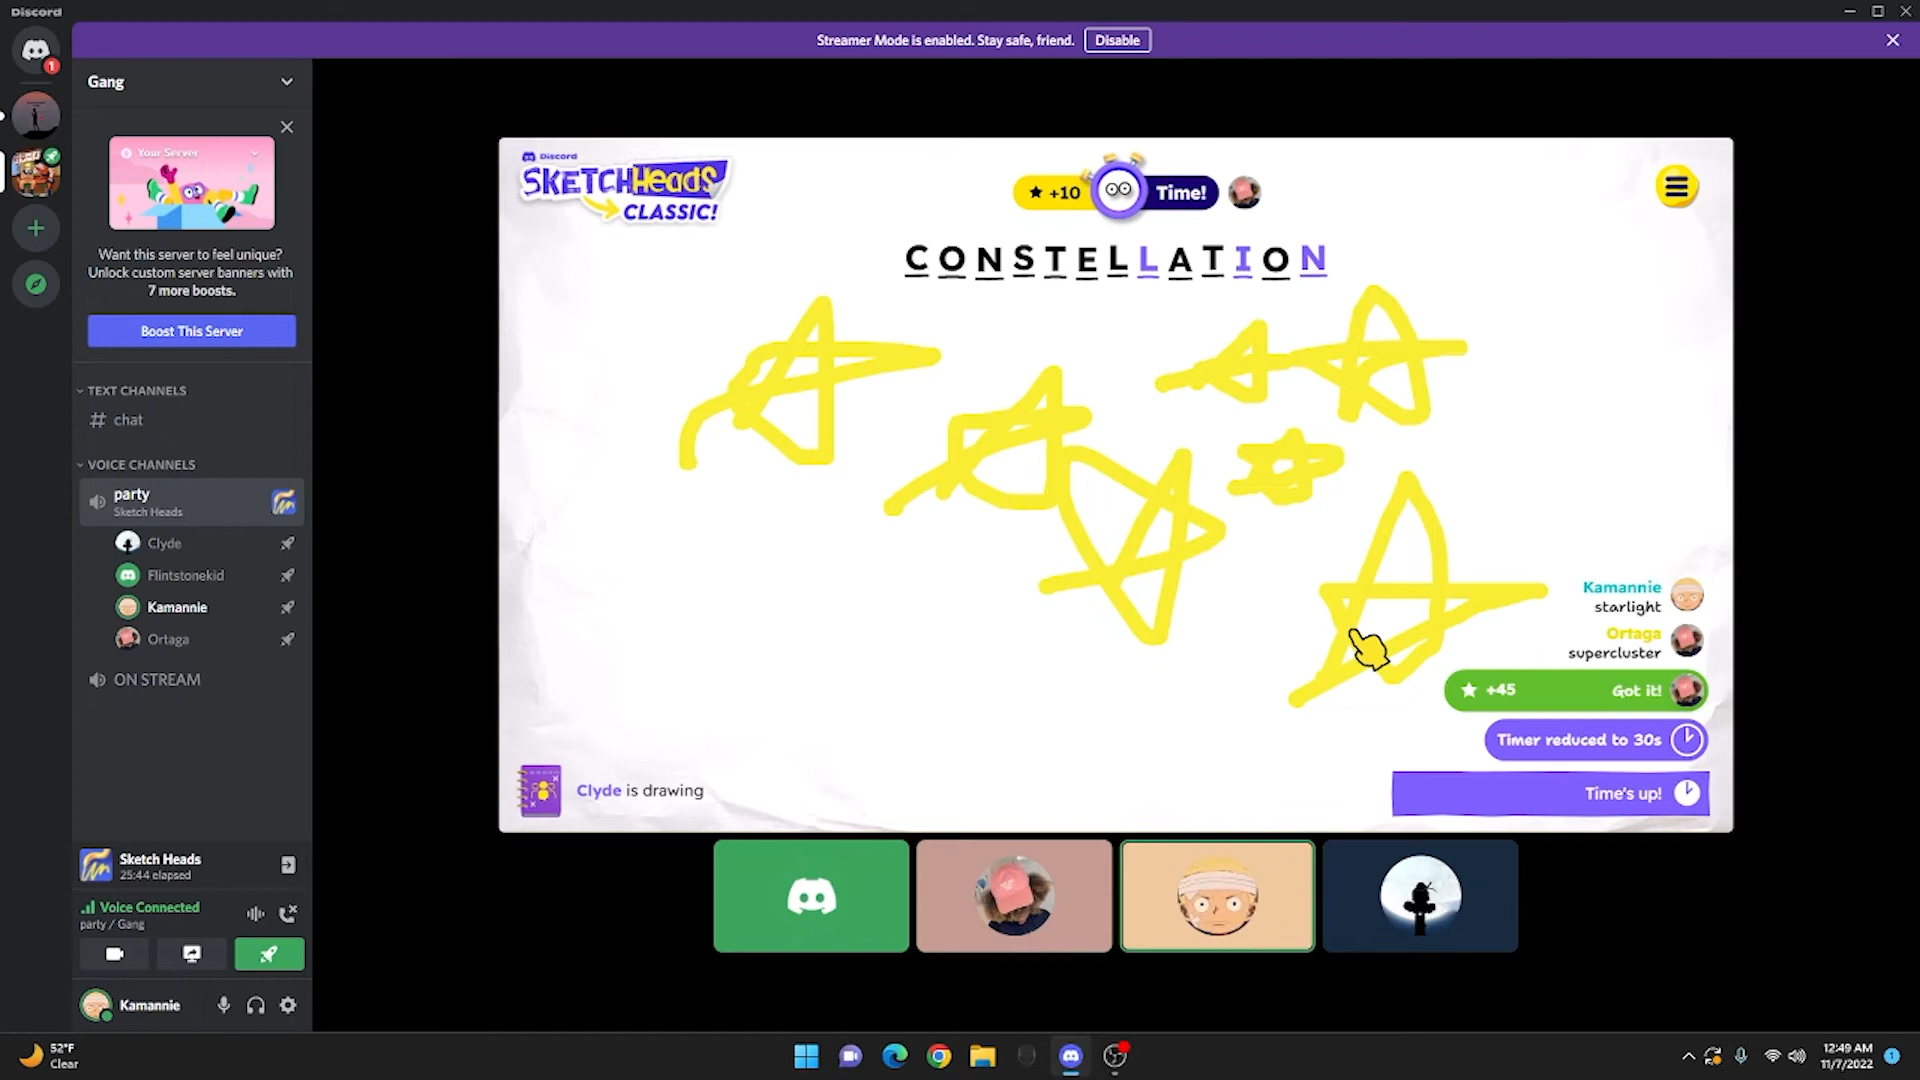 Discord
Streamer Mode is enabled. Stay safe, friend.
Disable
1
Gang
Your Server
Want this server to feel unique?
Unlock custom server banners with
7 more boosts.
Boost This Server
TEXT CHANNELS
chat
VOICE CHANNELS
party
Sketch Heads
Clyde
Flintstonekid
Kamannie
Ortaga
ON STREAM
Sketch Heads
25:44 elapsed
Voice Connected
party / Gang
Kamannie
Discord
SKETCHHeadS
CLASSIC!
+10
Time!
CONSTELLATION
Kamannie
starlight
Ortaga
supercluster
+45
Got it!
Timer reduced to 30s
Time's up!
Clyde is drawing
52°F
Clear
12:49 AM
11/7/2022
1